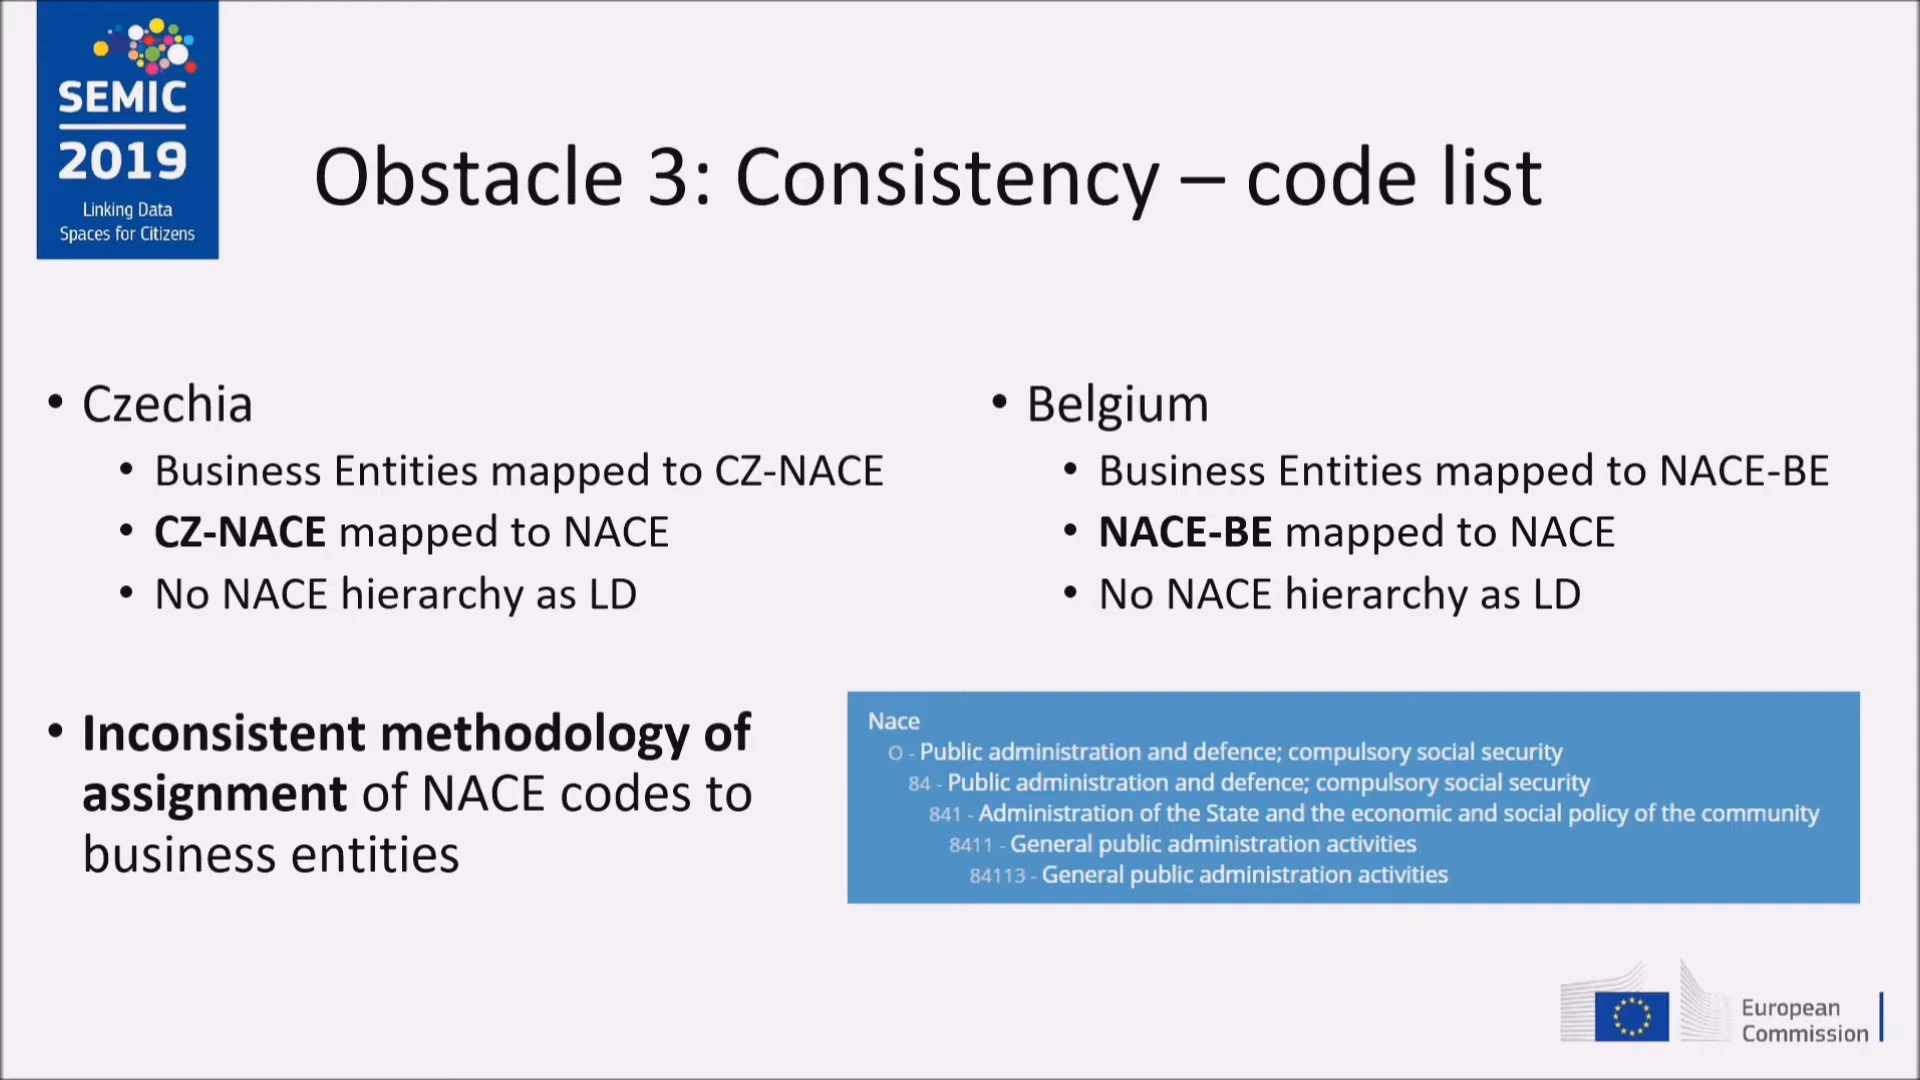 SEMIC
2019
Linking Data
Spaces for Citizens
Obstacle 3: Consistency – code list
• Czechia
• Business Entities mapped to CZ-NACE
• CZ-NACE mapped to NACE
• No NACE hierarchy as LD
• Belgium
• Business Entities mapped to NACE-BE
• NACE-BE mapped to NACE
• No NACE hierarchy as LD
• Inconsistent methodology of
assignment of NACE codes to
business entities
Nace
O - Public administration and defence; compulsory social security
84 - Public administration and defence; compulsory social security
841 - Administration of the State and the economic and social policy of the community
8411 - General public administration activities
84113 - General public administration activities
European
Commission